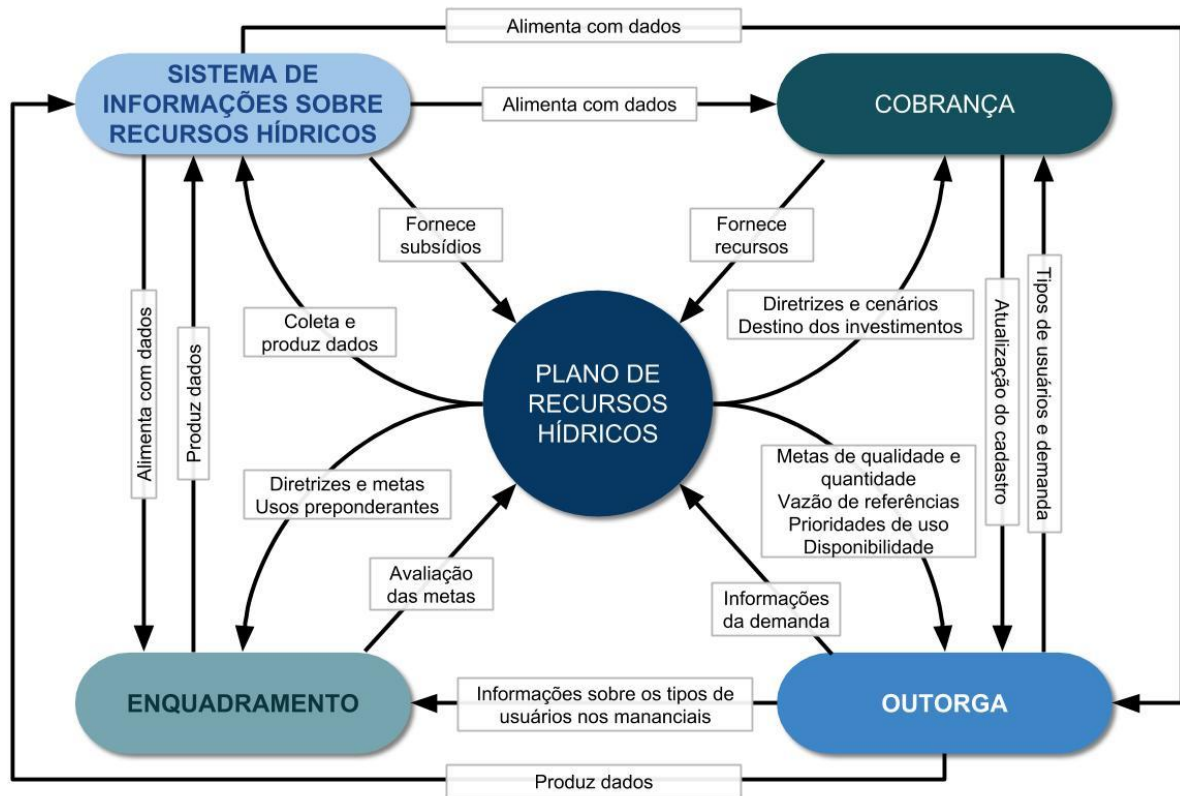 Alimenta com dados
SISTEMA DE
INFORMAÇÕES SOBRE
RECURSOS HÍDRICOS
Alimenta com dados
COBRANÇA
Fornece
subsídios
Fornece
recursos
Coleta e
produz dados
Diretrizes e cenários
Destino dos investimentos
Alimenta com dados
Produz dados
PLANO DE
RECURSOS
HÍDRICOS
Atualização do cadastro
Tipos de usuários e demanda
Diretrizes e metas
Usos preponderantes
Metas de qualidade e
quantidade
Vazão de referências
Prioridades de uso
Disponibilidade
Avaliação
das metas
Informações
da demanda
ENQUADRAMENTO
Informações sobre os tipos de
usuários nos mananciais
OUTORGA
Produz dados